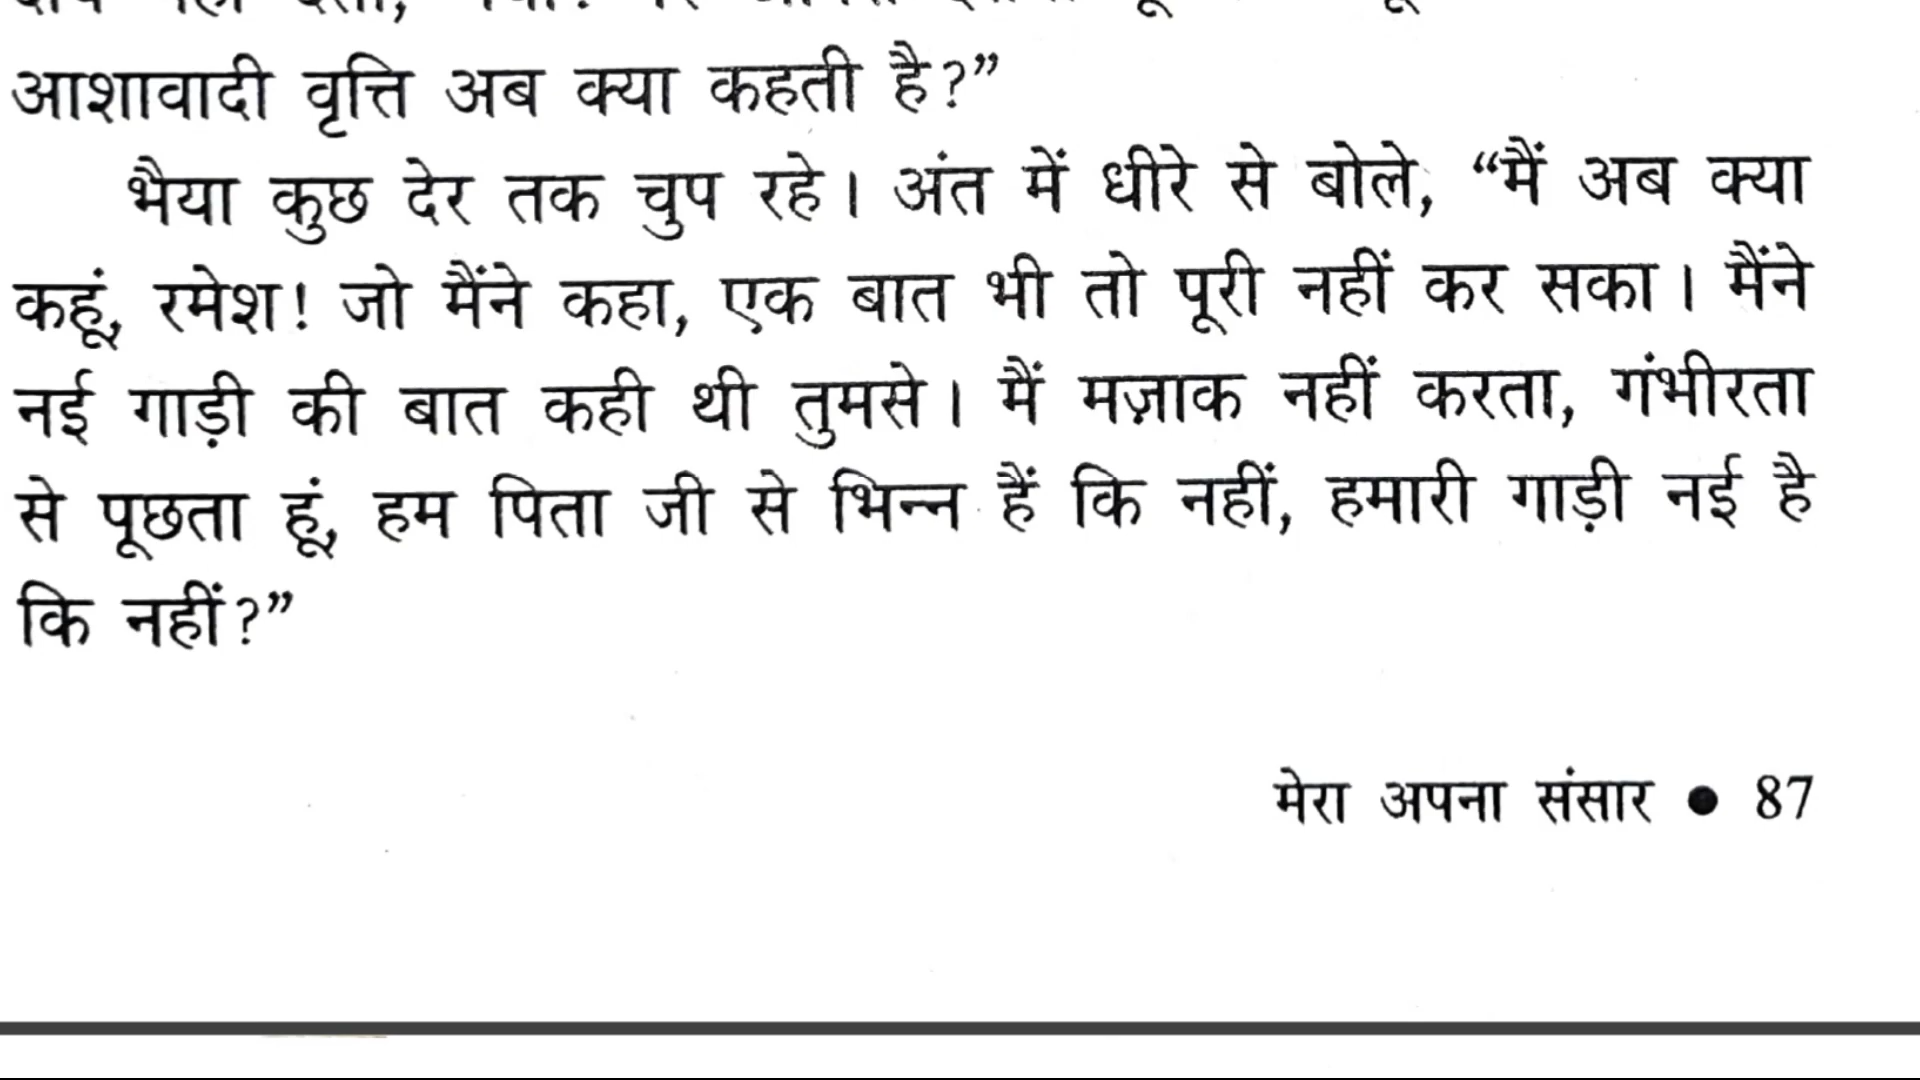 आशावादी वृत्ति अब क्या कहती है?”
भैया कुछ देर तक चुप रहे। अंत में धीरे से बोले, “मैं अब क्या
कहूं, रमेश! जो मैंने कहा, एक बात भी तो पूरी नहीं कर सका। मैंने
नई गाड़ी की बात कही थी तुमसे। मैं मज़ाक नहीं करता, गंभीरता
से पूछता हूं, हम पिता जी से भिन्न हैं कि नहीं, हमारी गाड़ी नई है
कि नहीं?”
मेरा अपना संसार ● 87